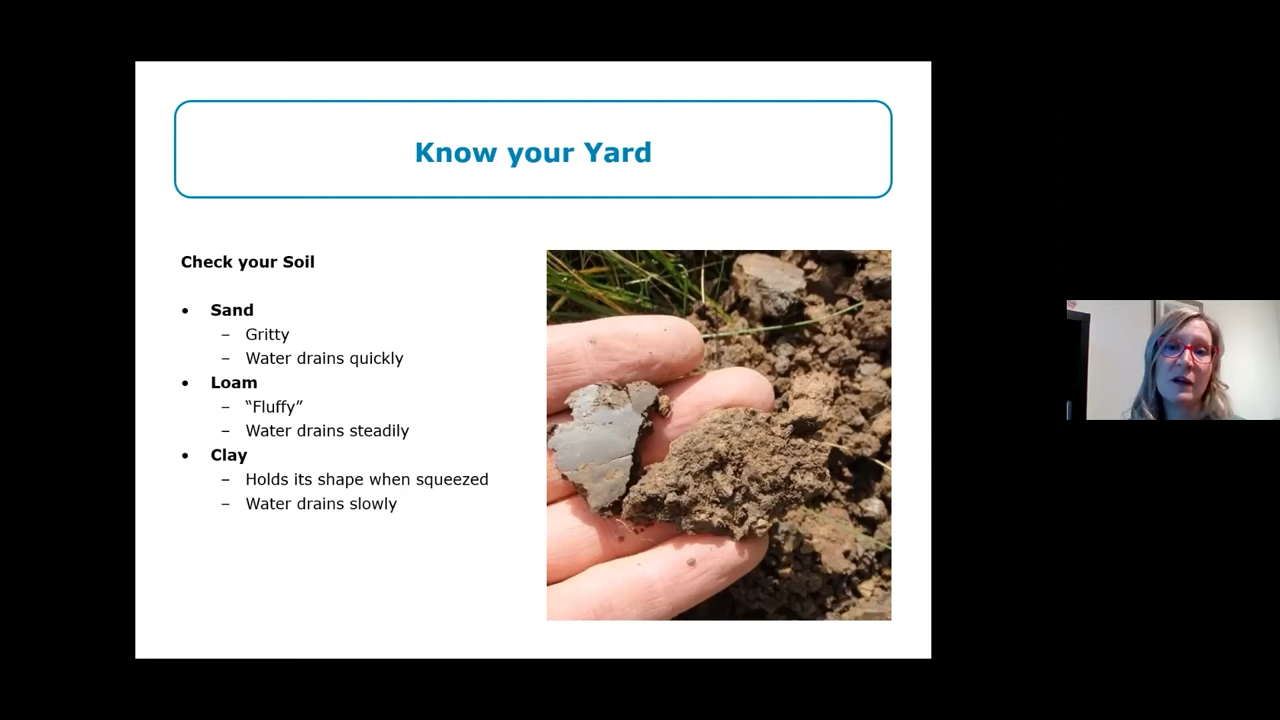 Know your Yard
Check your Soil
• Sand
– Gritty
– Water drains quickly
• Loam
– “Fluffy”
– Water drains steadily
• Clay
– Holds its shape when squeezed
– Water drains slowly